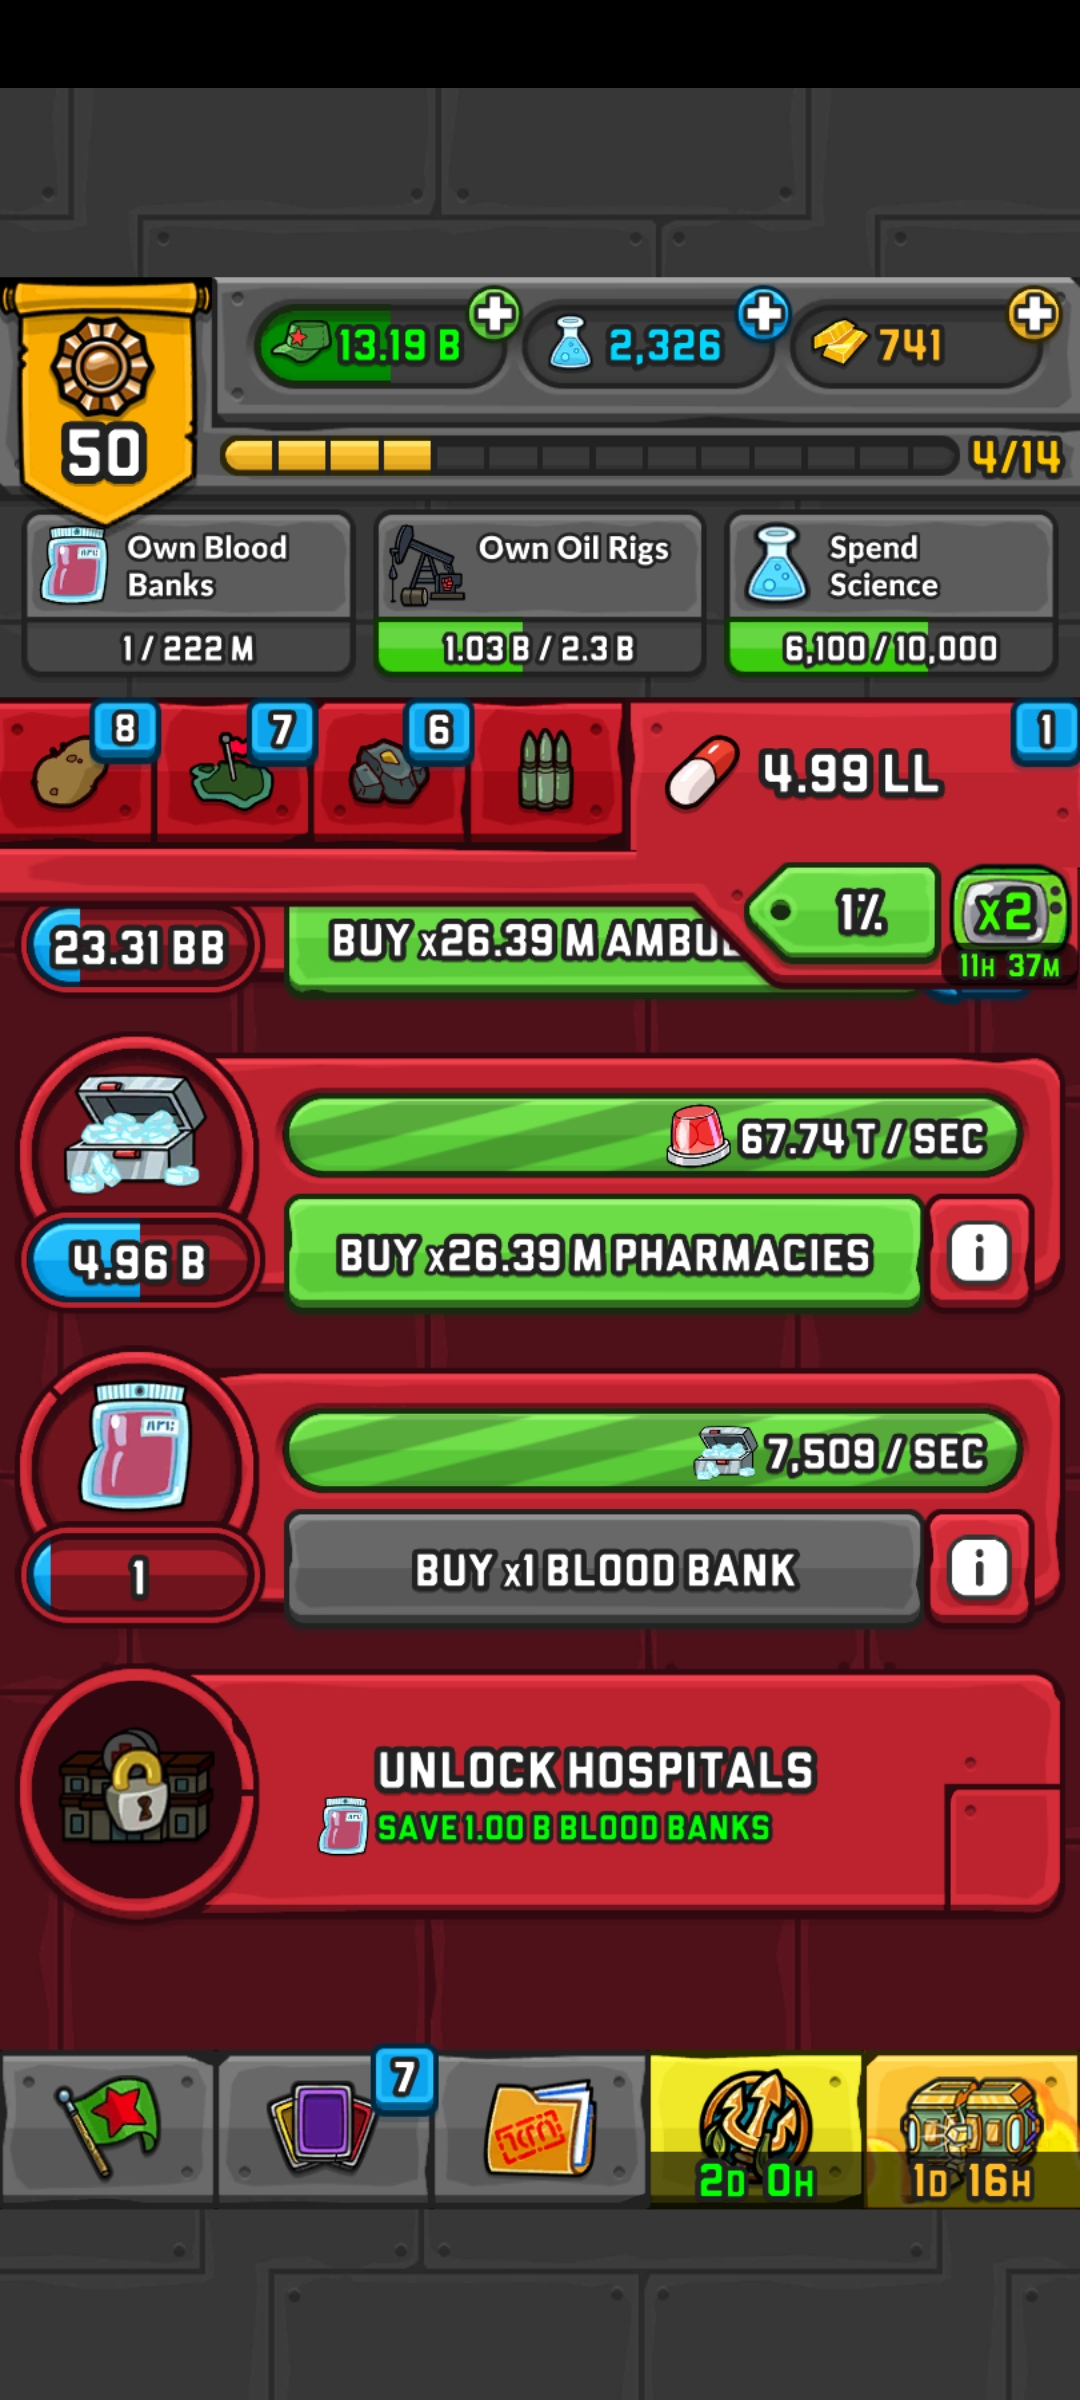 13.19 B
2,326
741
50
4/14
Own Blood
Banks
1 / 222 M
Own Oil Rigs
1.03 B / 2.3 B
Spend
Science
6,100 / 10,000
8
7
6
4.99 LL
1
1%
x2
11H 37M
23.31 BB
BUY x26.39 M AMBUL
67.74 T / SEC
4.96 B
BUY x26.39 M PHARMACIES
i
7,509 / SEC
1
BUY x1 BLOOD BANK
i
UNLOCK HOSPITALS
SAVE 1.00 B BLOOD BANKS
7
2D 0H
1D 16H